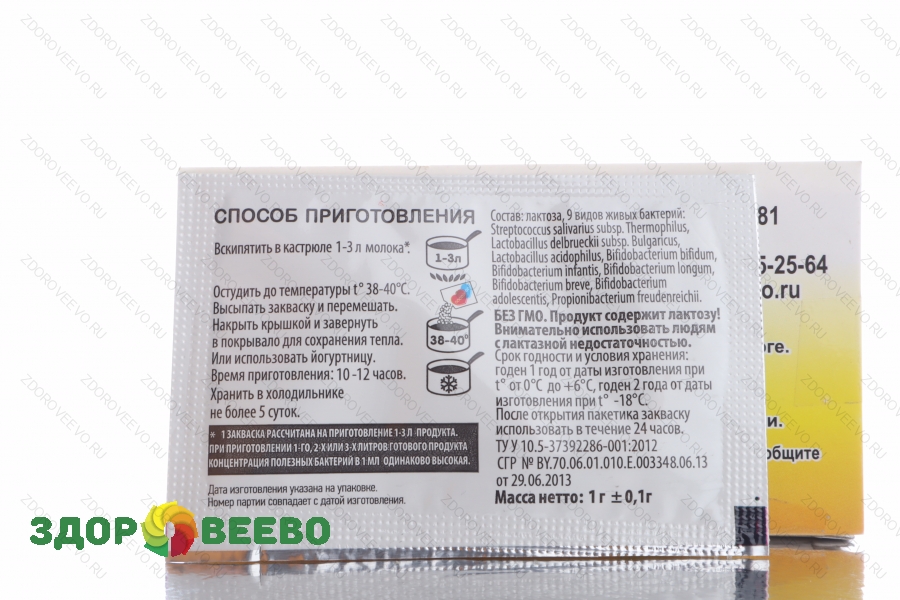 СПОСОБ ПРИГОТОВЛЕНИЯ
Вскипятить в кастрюле 1-3 л молока*.
1-3л
Остудить до температуры t° 38-40°С.
Высыпать закваску и перемешать.
Накрыть крышкой и завернуть
в покрывало для сохранения тепла.
Или использовать йогуртницу.
Время приготовления: 10 -12 часов.
Хранить в холодильнике
не более 5 суток.
38-40°
* 1 ЗАКВАСКА РАССЧИТАНА НА ПРИГОТОВЛЕНИЕ 1-3 Л ПРОДУКТА.
ПРИ ПРИГОТОВЛЕНИИ 1-ГО, 2-Х ИЛИ 3-Х ЛИТРОВ ГОТОВОГО ПРОДУКТА
КОНЦЕНТРАЦИЯ ПОЛЕЗНЫХ БАКТЕРИЙ В 1 МЛ ОДИНАКОВО ВЫСОКАЯ.
Дата изготовления указана на упаковке.
Номер партии совпадает с датой изготовления.
Состав: лактоза, 9 видов живых бактерий:
Streptococcus salivarius subsp. Thermophilus,
Lactobacillus delbrueckii subsp. Bulgaricus,
Lactobacillus acidophilus, Bifidobacterium bifidum,
Bifidobacterium infantis, Bifidobacterium longum,
Bifidobacterium breve, Bifidobacterium
adolescentis, Propionibacterium freudenreichii.
БЕЗ ГМО. Продукт содержит лактозу!
Внимательно использовать людям
с лактазной недостаточностью.
Срок годности и условия хранения:
годен 1 год от даты изготовления при
t° от 0°С до +6°С, годен 2 года от даты
изготовления при t° -18°С.
После открытия пакетика закваску
использовать в течение 24 часов.
ТУ У 10.5-37392286-001:2012
СГР № BY.70.06.01.010.Е.003348.06.13
от 29.06.2013
Масса нетто: 1 г ± 0,1г
81
5-25-64
o.ru
оге.
и.
общите
ЗДОРОВЕЕВО
ZDOROVEEVO.RU